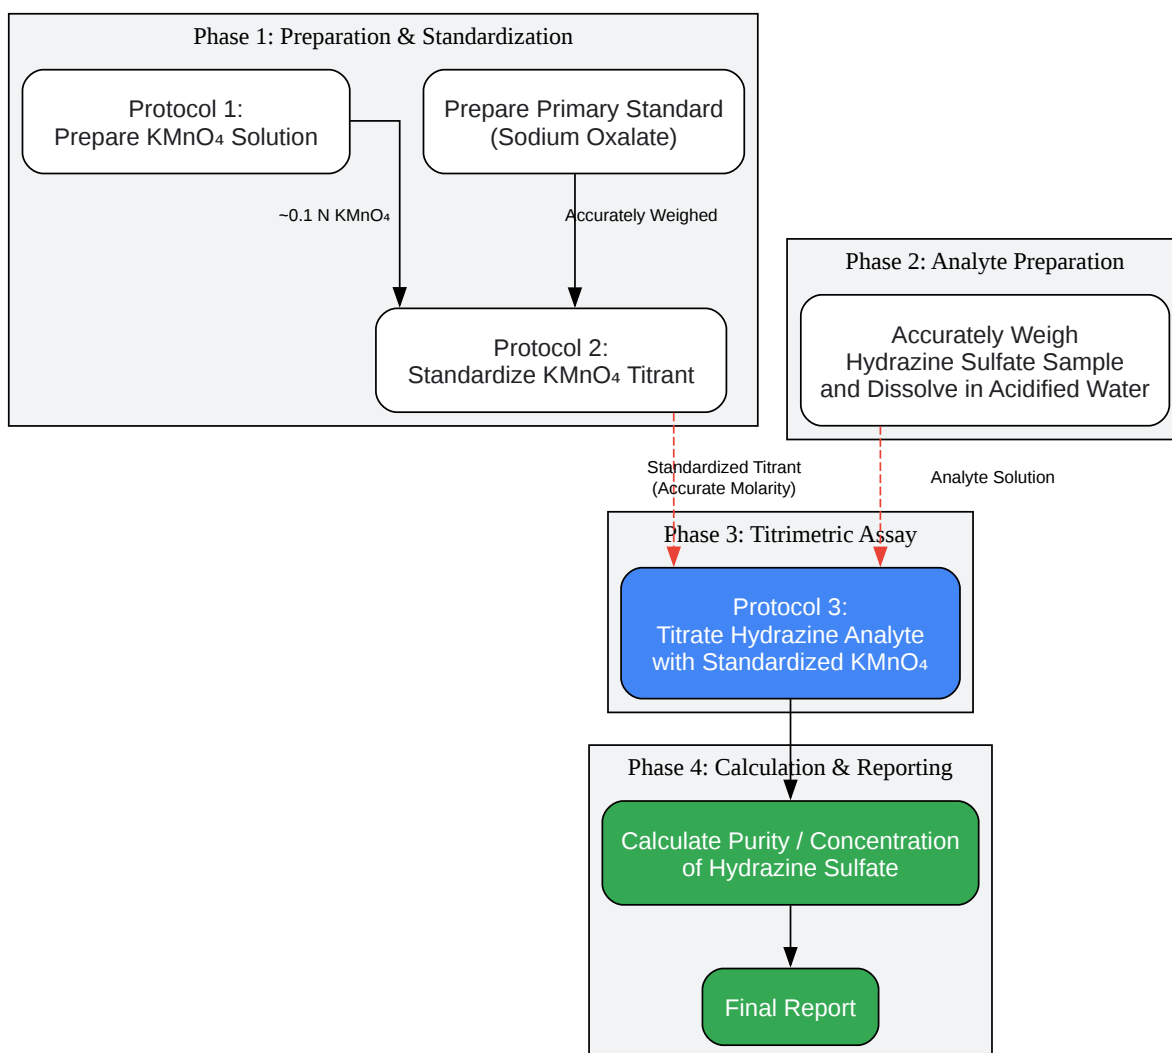 Phase 1: Preparation & Standardization
Protocol 1:
Prepare KMnO₄ Solution
Prepare Primary Standard
(Sodium Oxalate)
~0.1 N KMnO₄
Accurately Weighed
Protocol 2:
Standardize KMnO₄ Titrant
Phase 2: Analyte Preparation
Accurately Weigh
Hydrazine Sulfate Sample
and Dissolve in Acidified Water
Standardized Titrant
(Accurate Molarity)
Analyte Solution
Phase 3: Titrimetric Assay
Protocol 3:
Titrate Hydrazine Analyte
with Standardized KMnO₄
Phase 4: Calculation & Reporting
Calculate Purity / Concentration
of Hydrazine Sulfate
Final Report